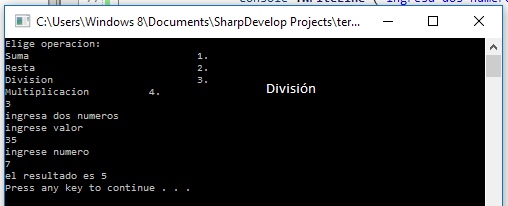 Console.WriteLine("ingresa dos numero
C:\Users\Windows 8\Documents\SharpDevelop Projects\ter...
Elige operacion:
Suma 1.
Resta 2.
Division 3.
Multiplicacion 4.
División
3
ingresa dos numeros
ingrese valor
35
ingrese numero
7
el resultado es 5
Press any key to continue . . .